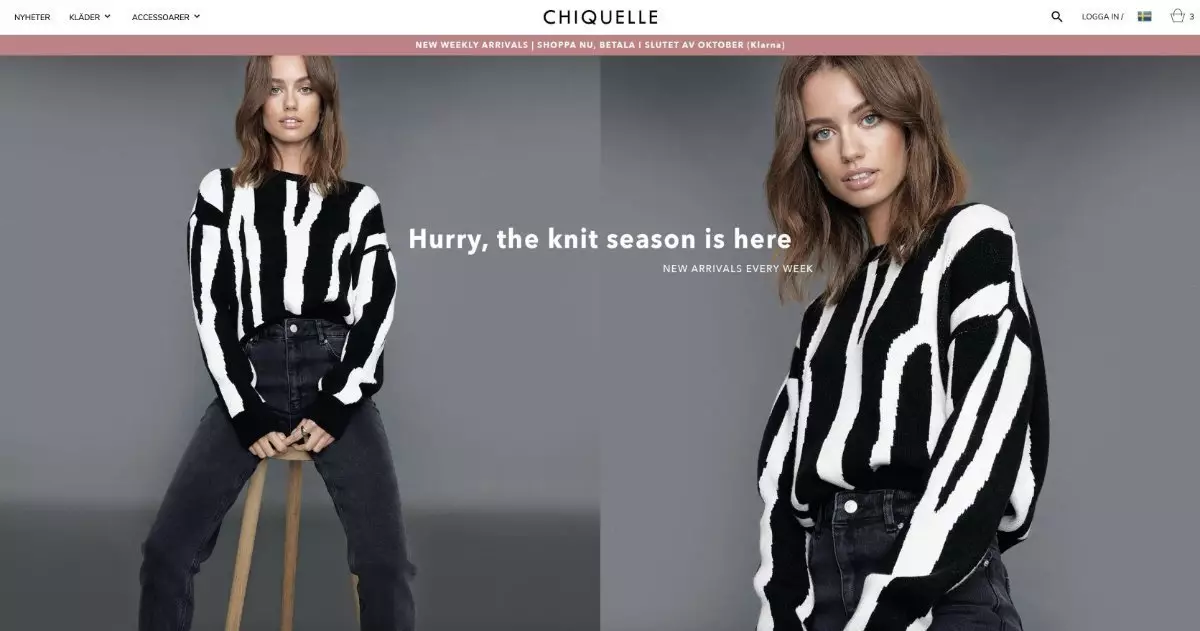 NYHETER KLÄDER ACCESSOARER CHIQUELLE LOGGA IN / 3
NEW WEEKLY ARRIVALS | SHOPPA NU, BETALA I SLUTET AV OKTOBER (Klarna)
Hurry, the knit season is here
NEW ARRIVALS EVERY WEEK